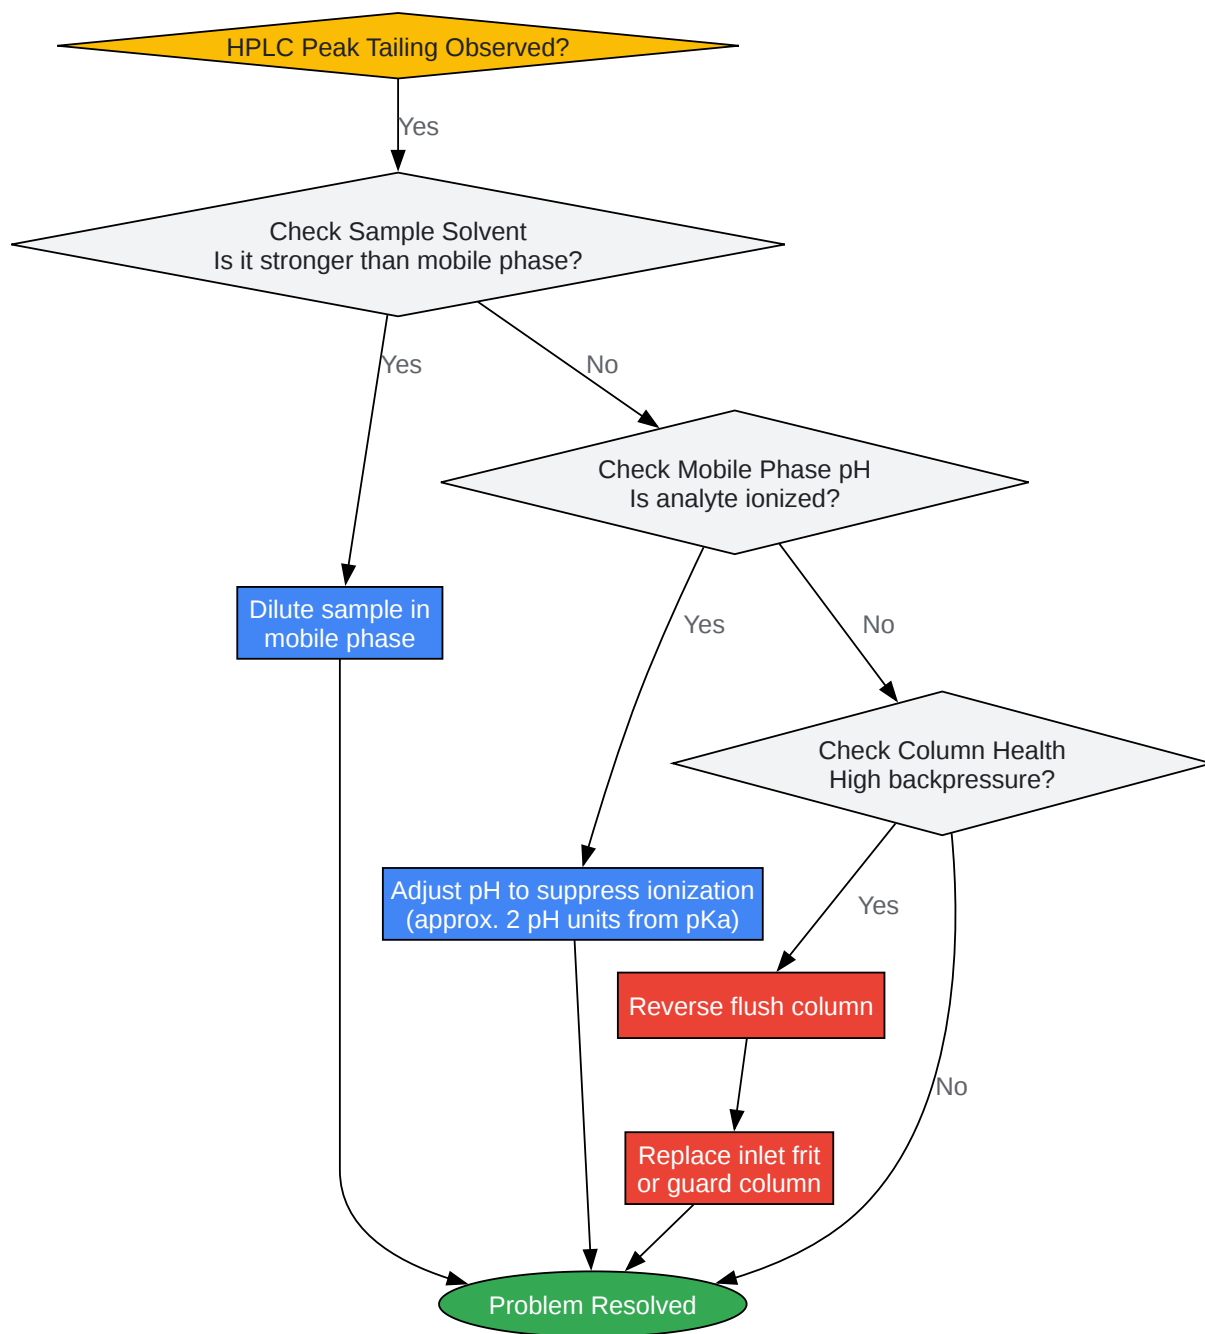 HPLC Peak Tailing Observed?
Yes
Check Sample Solvent
Is it stronger than mobile phase?
Yes
No
Check Mobile Phase pH
Is analyte ionized?
Dilute sample in
mobile phase
Yes
No
Check Column Health
High backpressure?
Adjust pH to suppress ionization
(approx. 2 pH units from pKa)
Yes
Reverse flush column
No
Replace inlet frit
or guard column
Problem Resolved